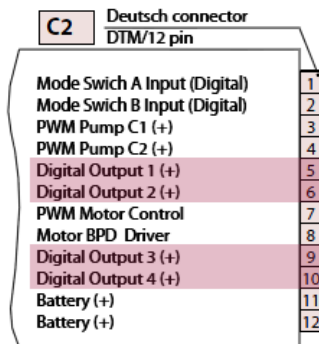 C2 Deutsch connector
DTM/12 pin
Mode Swich A Input (Digital) 1
Mode Swich B Input (Digital) 2
PWM Pump C1 (+) 3
PWM Pump C2 (+) 4
Digital Output 1 (+) 5
Digital Output 2 (+) 6
PWM Motor Control 7
Motor BPD Driver 8
Digital Output 3 (+) 9
Digital Output 4 (+) 10
Battery (+) 11
Battery (+) 12